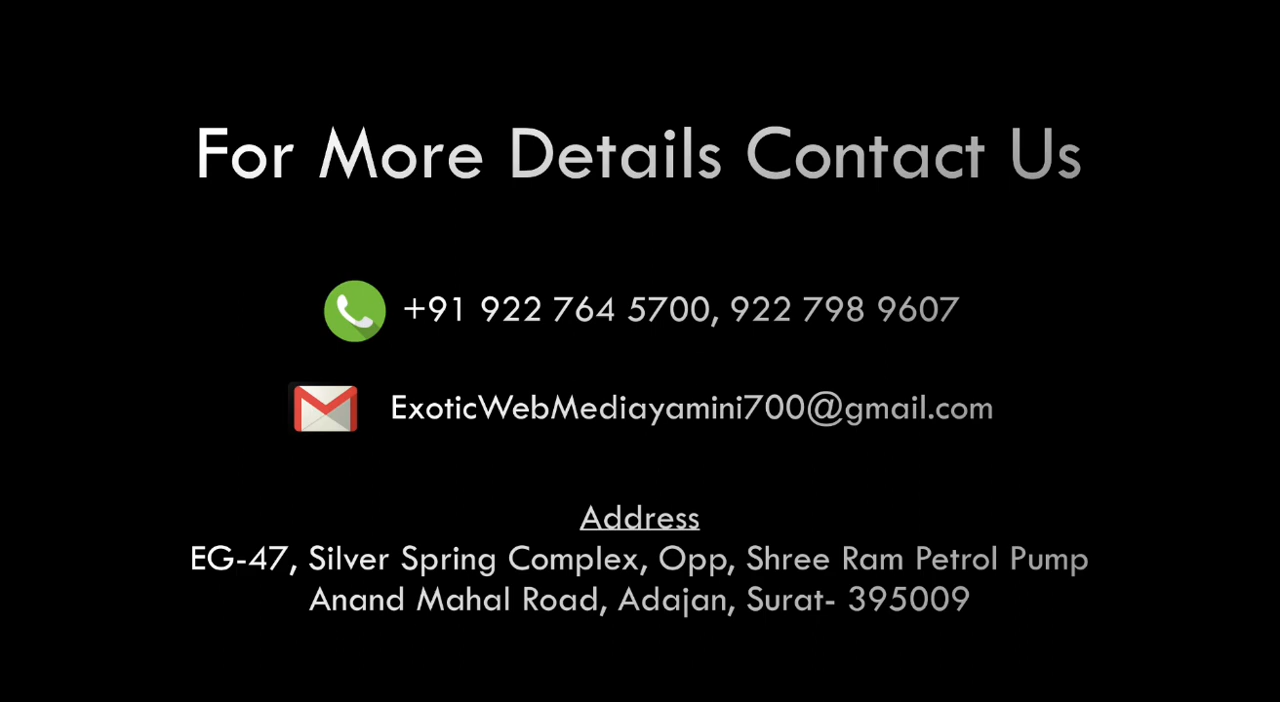 For More Details Contact Us
+91 922 764 5700, 922 798 9607
ExoticWebMediayamini700@gmail.com
Address
EG-47, Silver Spring Complex, Opp, Shree Ram Petrol Pump
Anand Mahal Road, Adajan, Surat- 395009